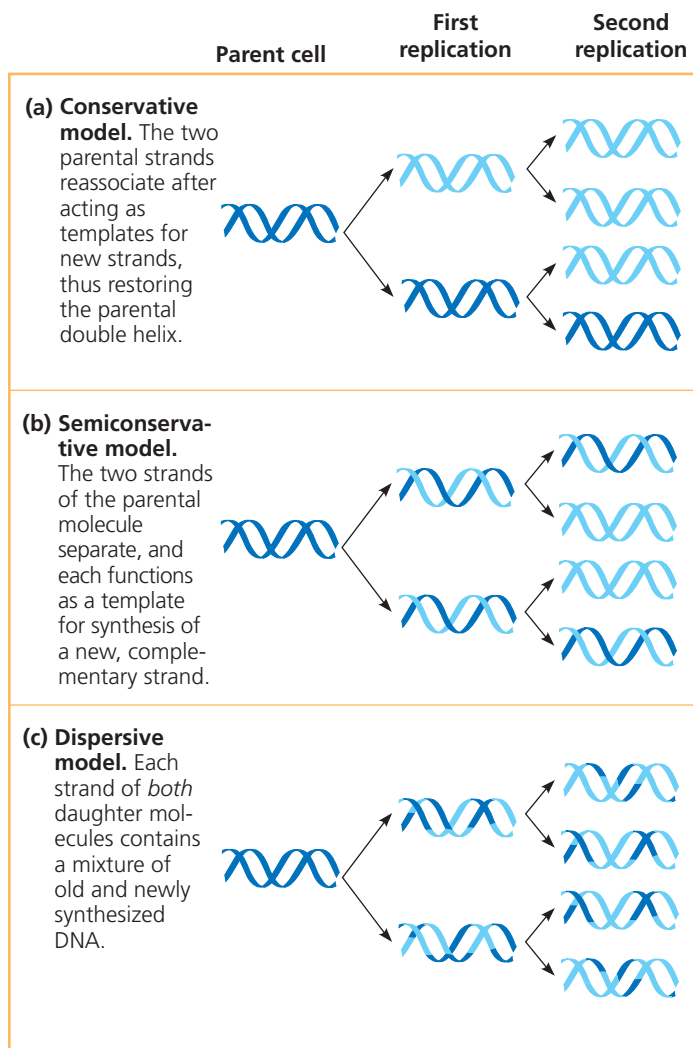 Parent cell
First
replication
Second
replication
(a) Conservative
model. The two
parental strands
reassociate after
acting as
templates for
new strands,
thus restoring
the parental
double helix.
(b) Semiconserva-
tive model.
The two strands
of the parental
molecule
separate, and
each functions
as a template
for synthesis of
a new, comple-
mentary strand.
(c) Dispersive
model. Each
strand of both
daughter mol-
ecules contains
a mixture of
old and newly
synthesized
DNA.